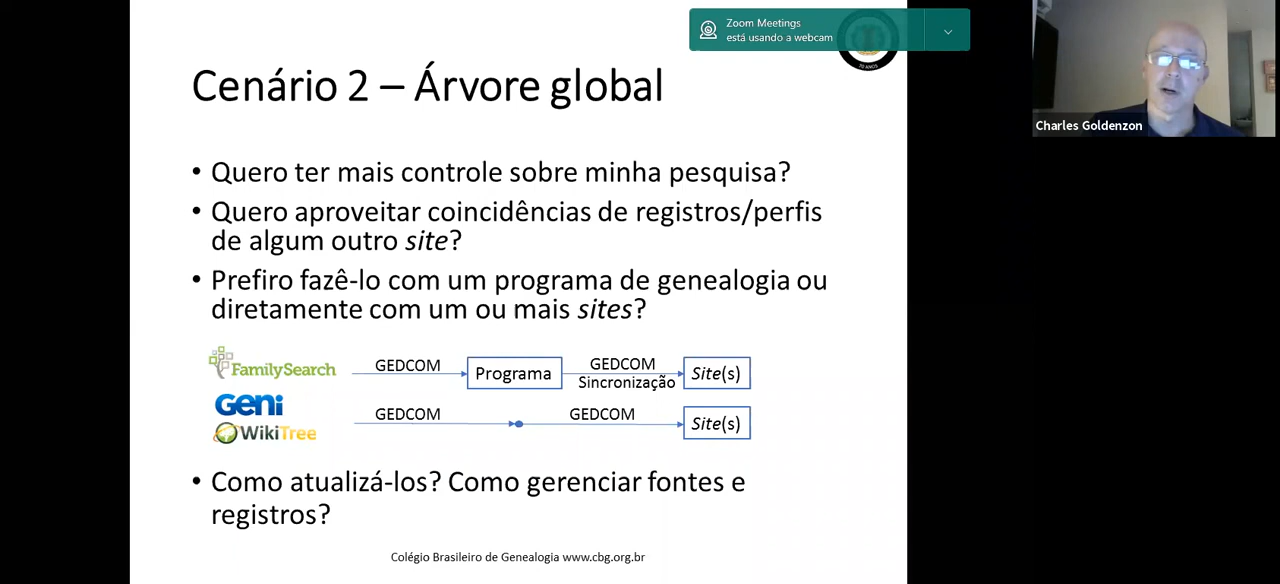 Zoom Meetings
está usando a webcam
70 ANOS
Charles Goldenzon
Cenário 2 – Árvore global
• Quero ter mais controle sobre minha pesquisa?
• Quero aproveitar coincidências de registros/perfis
de algum outro site?
• Prefiro fazê-lo com um programa de genealogia ou
diretamente com um ou mais sites?
FamilySearch
GEDCOM
Programa
GEDCOM
Sincronização
Site(s)
Geni
WikiTree
GEDCOM
GEDCOM
Site(s)
• Como atualizá-los? Como gerenciar fontes e
registros?
Colégio Brasileiro de Genealogia www.cbg.org.br